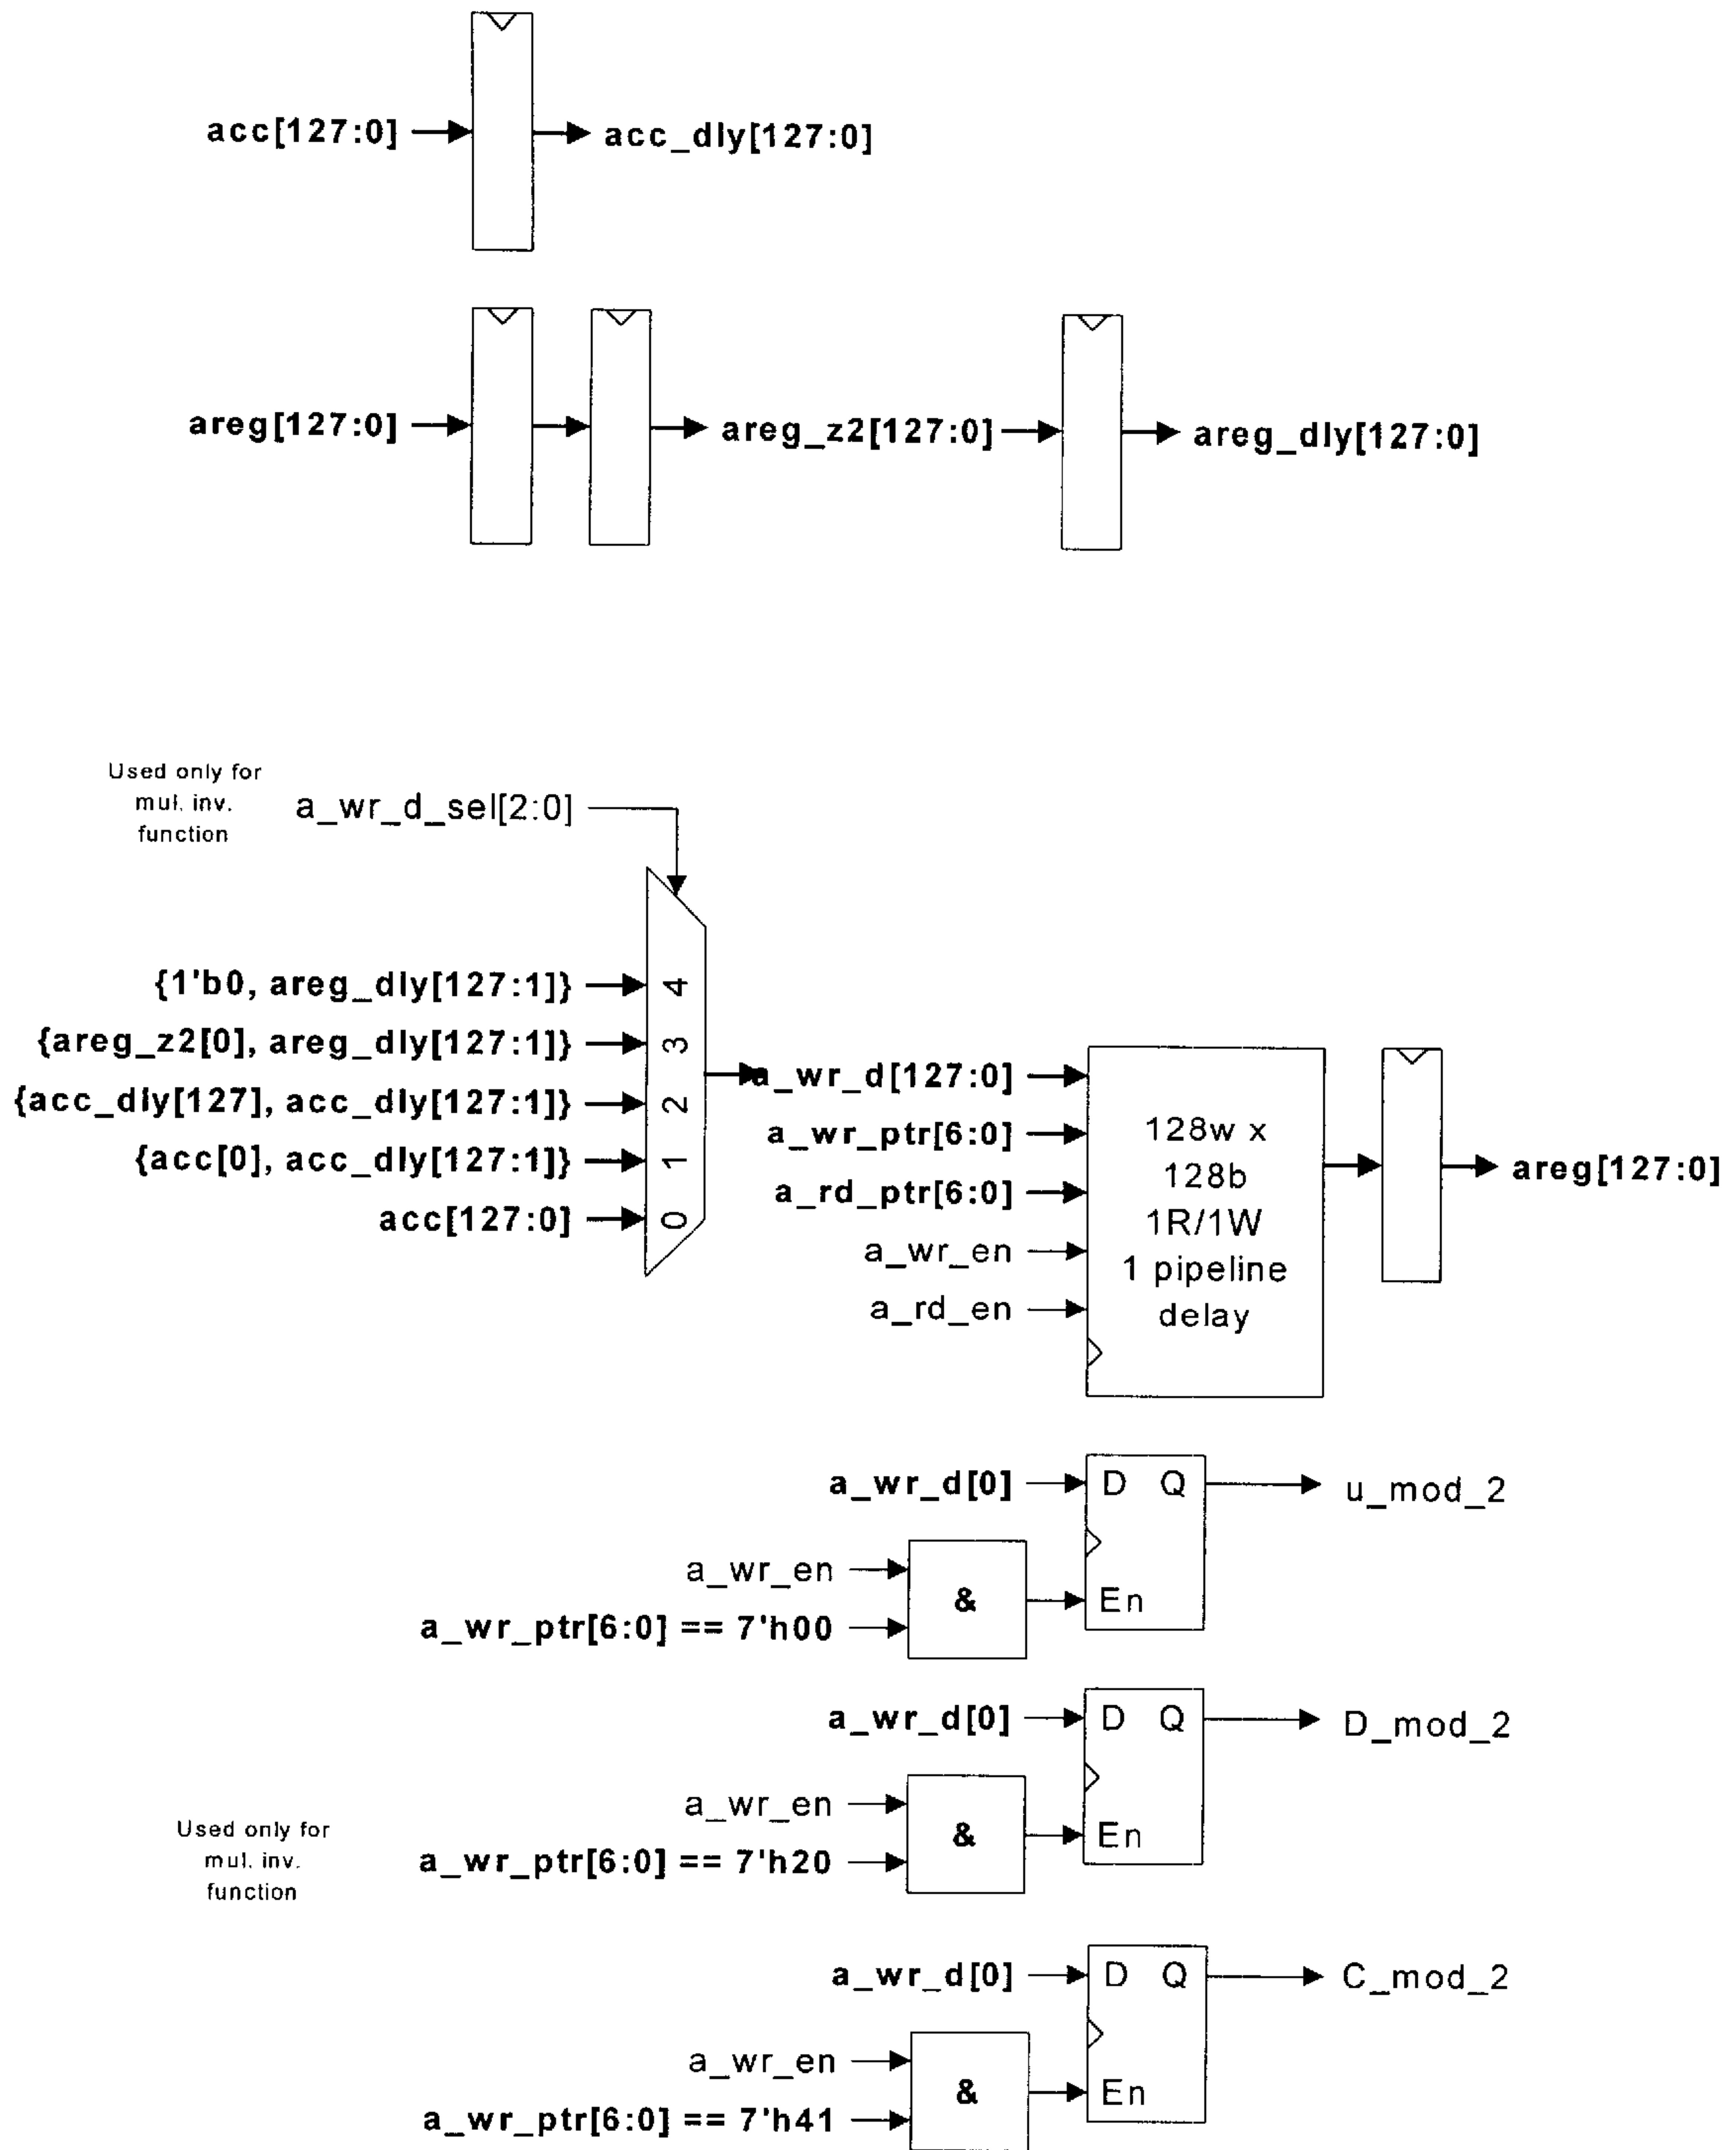 acc[127:0]
acc_dly[127:0]
areg[127:0]
areg_z2[127:0]
areg_dly[127:0]
Used only for
mul. inv.
function
a_wr_d_sel[2:0]
{1'b0, areg_dly[127:1]}
4
{areg_z2[0], areg_dly[127:1]}
3
{acc_dly[127], acc_dly[127:1]}
2
{acc[0], acc_dly[127:1]}
1
acc[127:0]
0
a_wr_d[127:0]
a_wr_ptr[6:0]
a_rd_ptr[6:0]
a_wr_en
a_rd_en
128w x
128b
1R/1W
1 pipeline
delay
areg[127:0]
a_wr_d[0]
D Q
u_mod_2
a_wr_en
a_wr_ptr[6:0] == 7'h00
&
En
a_wr_d[0]
D Q
D_mod_2
a_wr_en
a_wr_ptr[6:0] == 7'h20
&
En
Used only for
mul. inv.
function
a_wr_d[0]
D Q
C_mod_2
a_wr_en
a_wr_ptr[6:0] == 7'h41
&
En